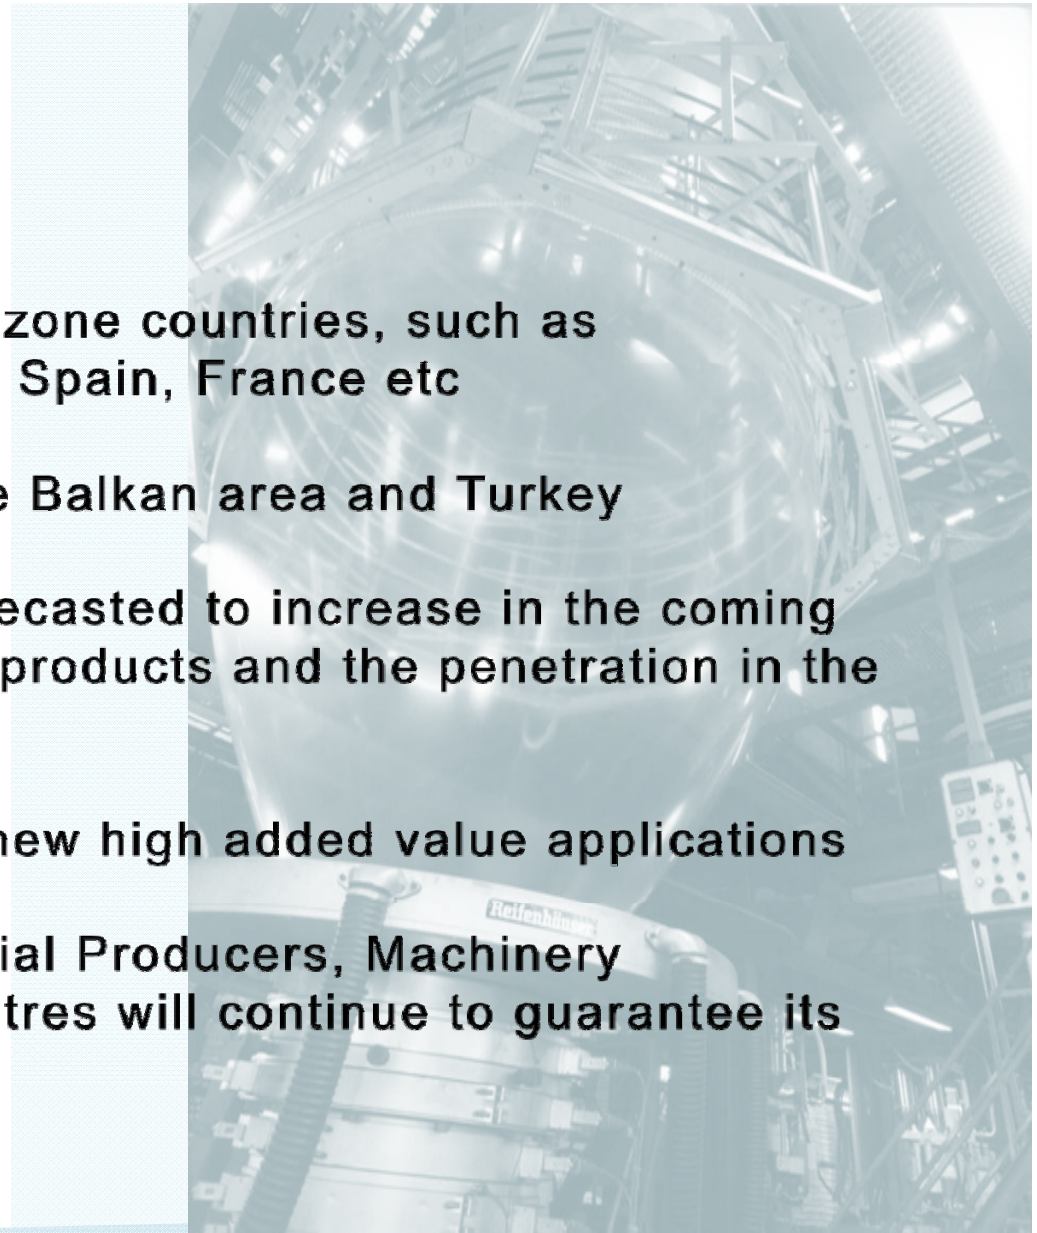 zone countries, such as
Spain, France etc
e Balkan area and Turkey
ecasted to increase in the coming
products and the penetration in the
new high added value applications
Reifenhäuser
ial Producers, Machinery
tres will continue to guarantee its